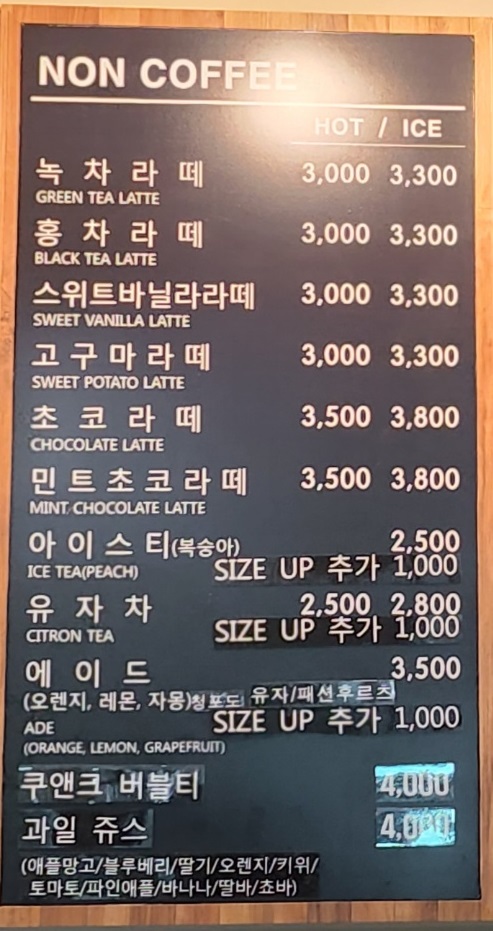 NON COFFEE
HOT / ICE
녹차라떼 3,000 3,300
GREEN TEA LATTE
홍차라떼 3,000 3,300
BLACK TEA LATTE
스위트바닐라라떼 3,000 3,300
SWEET VANILLA LATTE
고구마라떼 3,000 3,300
SWEET POTATO LATTE
초코라떼 3,500 3,800
CHOCOLATE LATTE
민트초코라떼 3,500 3,800
MINT CHOCOLATE LATTE
아이스티(복숭아) 2,500
ICE TEA(PEACH) SIZE UP 추가 1,000
유자차 2,500 2,800
CITRON TEA SIZE UP 추가 1,000
에이드 3,500
(오렌지, 레몬, 자몽)청포도 유자/패션후르츠
ADE SIZE UP 추가 1,000
(ORANGE, LEMON, GRAPEFRUIT)
쿠앤크 버블티 4,000
과일 쥬스 4,000
(애플망고/블루베리/딸기/오렌지/키위/
토마토/파인애플/바나나/딸바/쵸바)